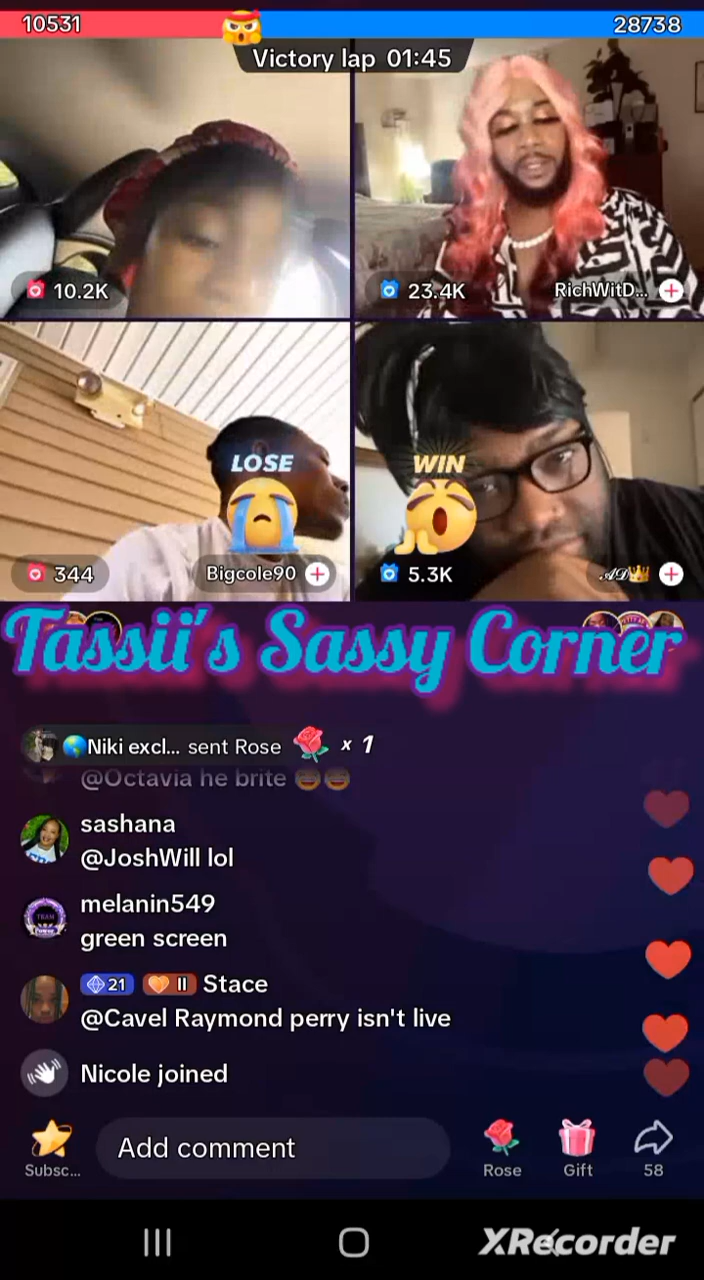 10531
28738
Victory lap 01:45
10.2K
23.4K
RichWitD...
LOSE
WIN
344
Bigcole90
5.3K
𝒜𝒟👑
Tassii's Sassy Corner
🌎Niki excl... sent Rose x 1
@Octavia he brite 😄😄
sashana
@JoshWill lol
melanin549
green screen
21 II Stace
@Cavel Raymond perry isn't live
Nicole joined
Subsc...
Add comment
Rose
Gift
58
XRecorder